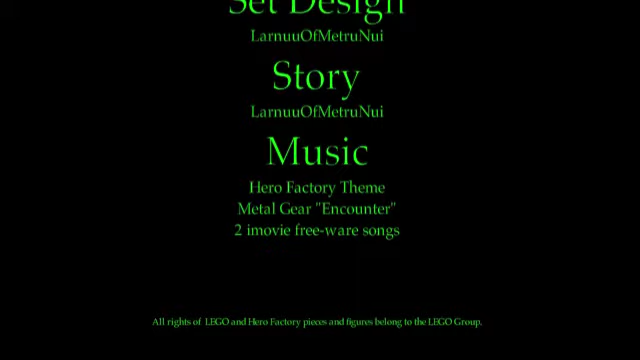 Set Design
LarnuuOfMetruNui
Story
LarnuuOfMetruNui
Music
Hero Factory Theme
Metal Gear "Encounter"
2 imovie free-ware songs
All rights of LEGO and Hero Factory pieces and figures belong to the LEGO Group.